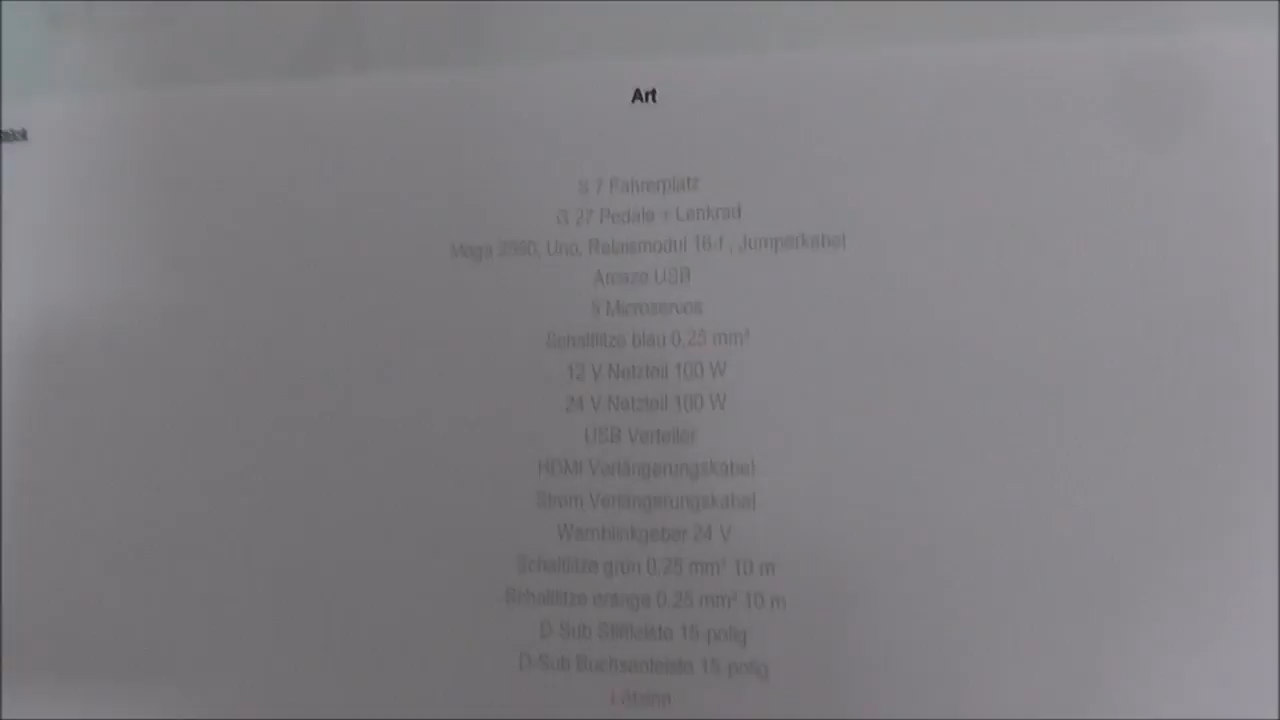 Art
Stück
S 7 Fahrerplatz
G 27 Pedale + Lenkrad
Mega 2560, Uno, Relaismodul 16-f , Jumperkabel
USB
5 Microservos
Schaltlitze blau 0,25 mm²
12 V Netzteil 100 W
24 V Netzteil 100 W
USB Verteiler
HDMI Verlängerungskabel
Strom Verlängerungskabel
Warnblinkgeber 24 V
Schaltlitze grün 0,25 mm² 10 m
Schaltlitze orange 0,25 mm² 10 m
D-Sub Stiftleiste 15-polig
D-Sub Buchsenleiste 15-polig
Lötzinn